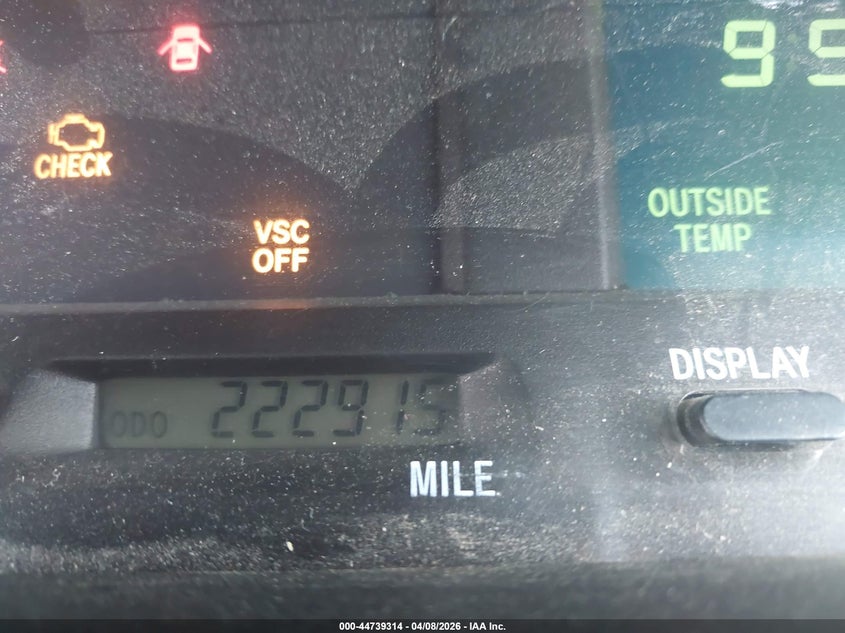 99
CHECK
VSC
OFF
OUTSIDE
TEMP
DISPLAY
ODO 222915
MILE
000-44739314 - 04/08/2026 - IAA Inc.